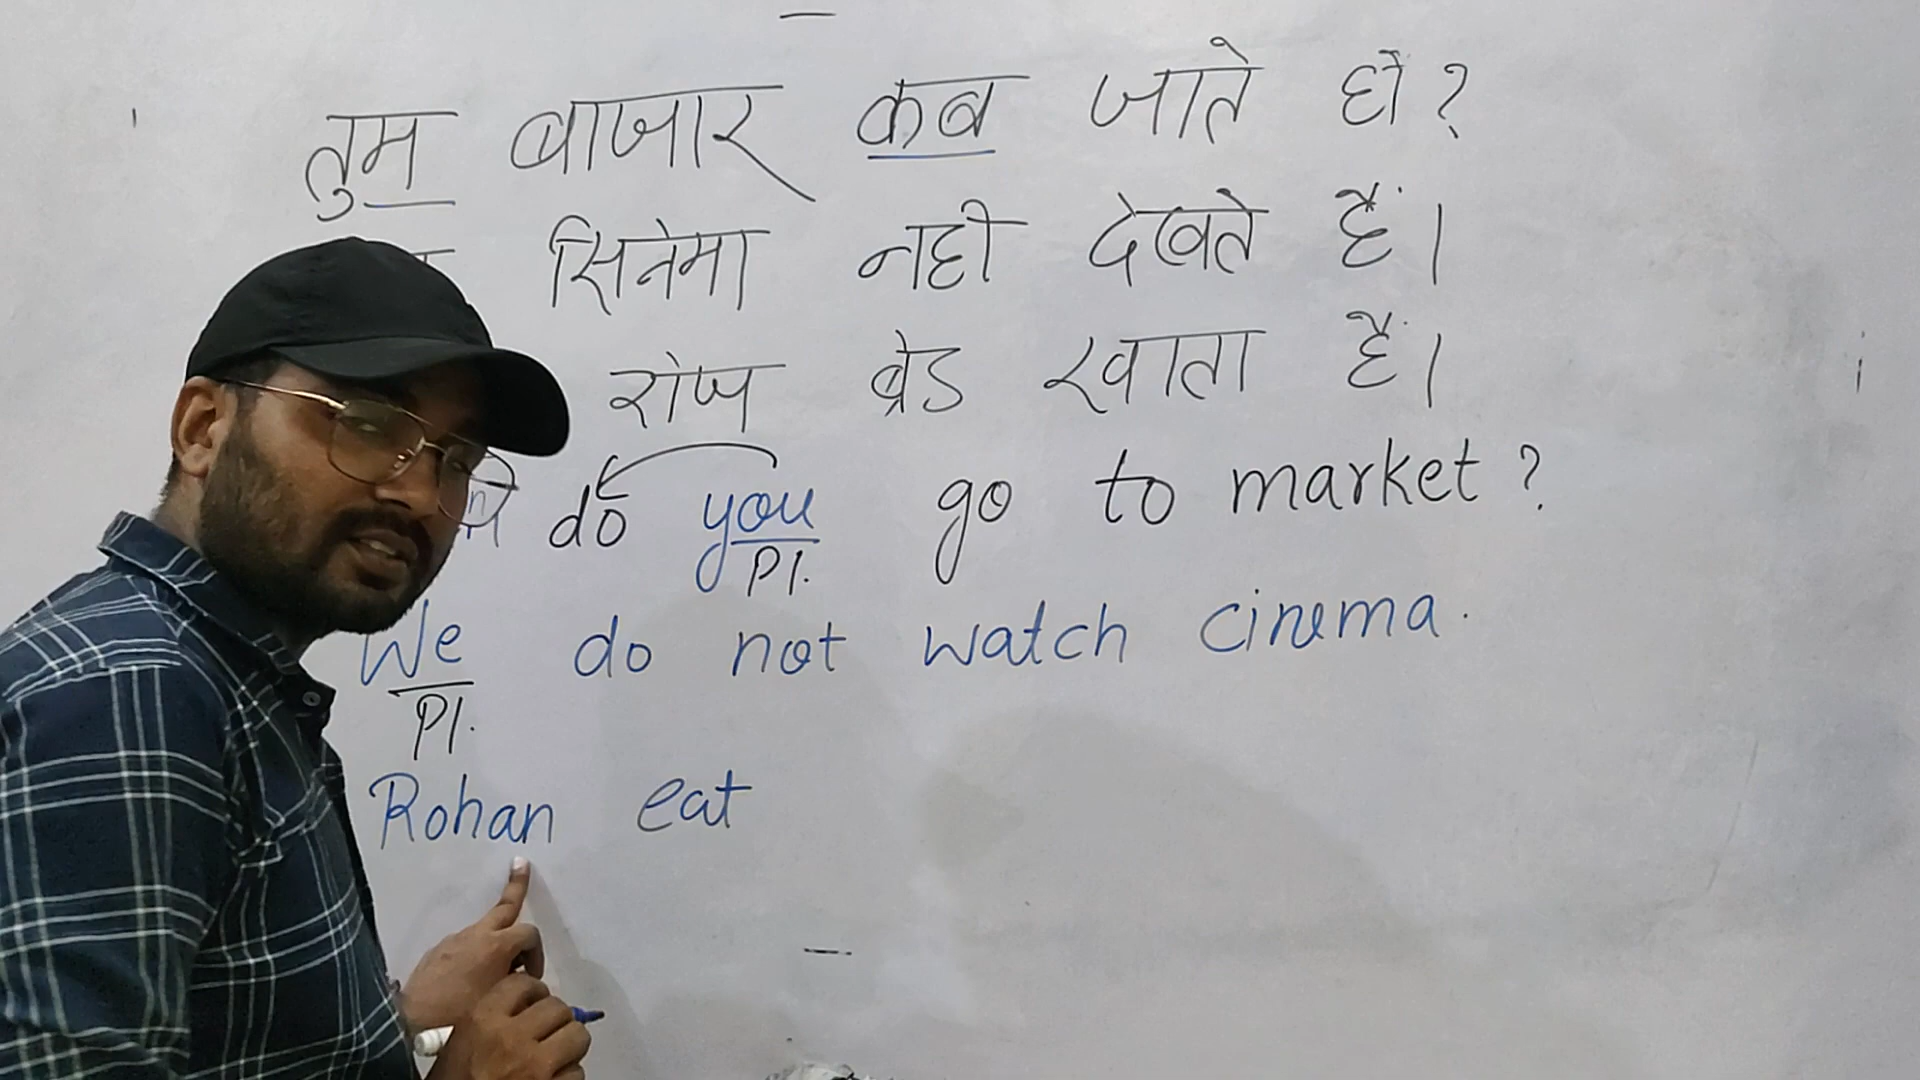 तुम बाजार कब जाते हो?
सिनेमा नही देखते हैं।
रोज ब्रेड खाता हैं।
do you go to market?
Pl.
We do not watch cinema.
Pl.
Rohan eat